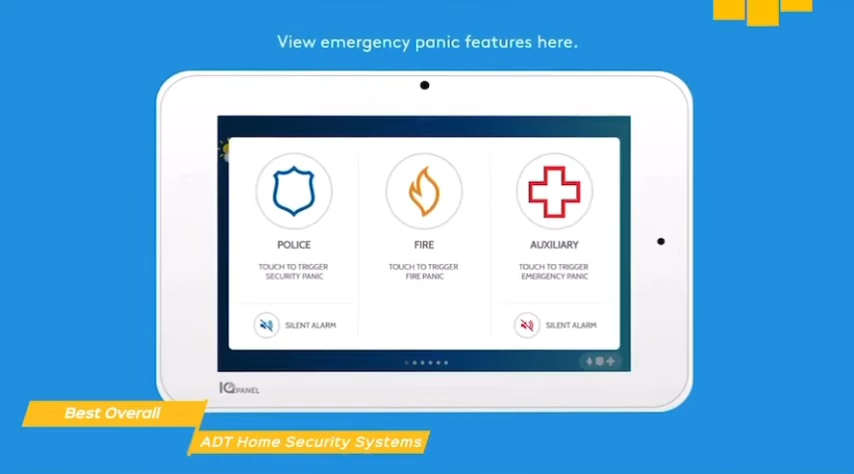 View emergency panic features here.
POLICE
TOUCH TO TRIGGER
SECURITY PANIC
SILENT ALARM
FIRE
TOUCH TO TRIGGER
FIRE PANIC
AUXILIARY
TOUCH TO TRIGGER
EMERGENCY PANIC
SILENT ALARM
IQ PANEL
Best Overall
ADT Home Security Systems